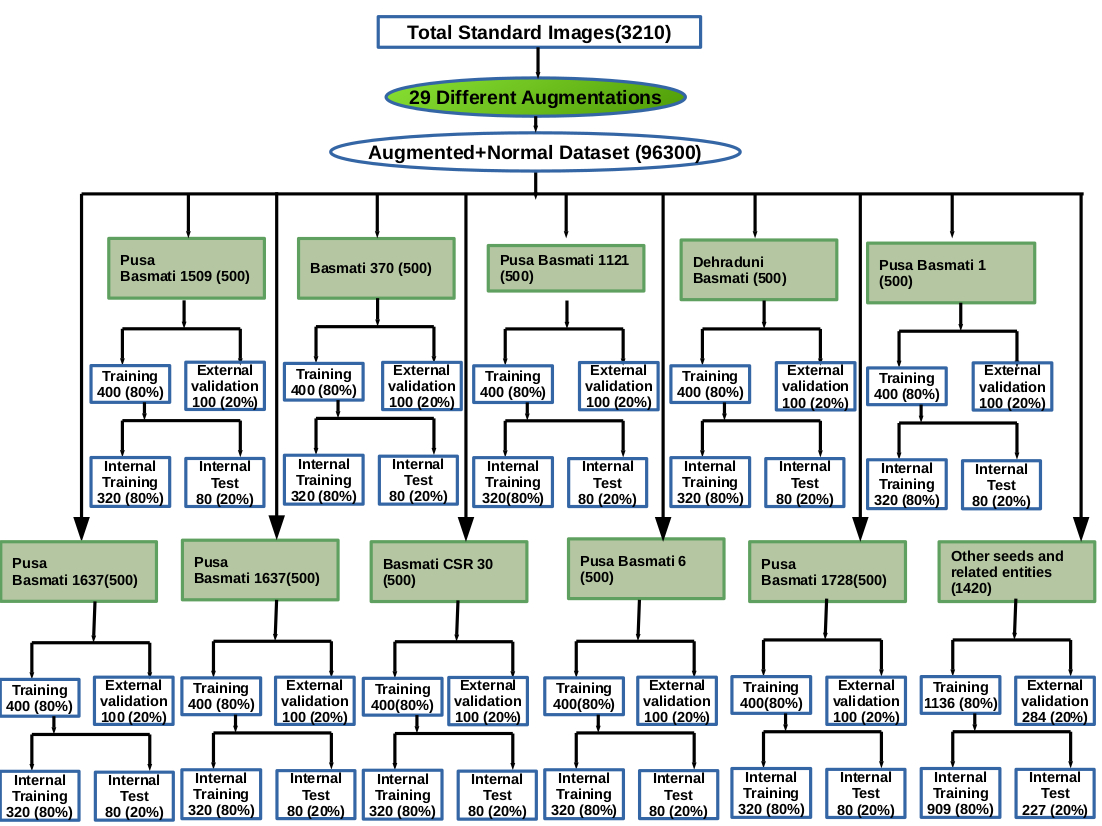 Total Standard Images(3210)
29 Different Augmentations
Augmented+Normal Dataset (96300)
Pusa
Basmati 1509 (500)
Basmati 370 (500)
Pusa Basmati 1121
(500)
Dehraduni
Basmati (500)
Pusa Basmati 1
(500)
Training
400 (80%)
External
validation
100 (20%)
Training
400 (80%)
External
validation
100 (20%)
Training
400 (80%)
External
validation
100 (20%)
Training
400 (80%)
External
validation
100 (20%)
Training
400 (80%)
External
validation
100 (20%)
Internal
Training
320 (80%)
Internal
Test
80 (20%)
Internal
Training
320 (80%)
Internal
Test
80 (20%)
Internal
Training
320(80%)
Internal
Test
80 (20%)
Internal
Training
320 (80%)
Internal
Test
80 (20%)
Internal
Training
320 (80%)
Internal
Test
80 (20%)
Pusa
Basmati 1637(500)
Pusa
Basmati 1637(500)
Basmati CSR 30
(500)
Pusa Basmati 6
(500)
Pusa
Basmati 1728(500)
Other seeds and
related entities
(1420)
Training
400 (80%)
External
validation
100 (20%)
Training
400 (80%)
External
validation
100 (20%)
Training
400(80%)
External
validation
100 (20%)
Training
400(80%)
External
validation
100 (20%)
Training
400(80%)
External
validation
100 (20%)
Training
1136 (80%)
External
validation
284 (20%)
Internal
Training
320 (80%)
Internal
Test
80 (20%)
Internal
Training
320 (80%)
Internal
Test
80 (20%)
Internal
Training
320 (80%)
Internal
Test
80 (20%)
Internal
Training
320 (80%)
Internal
Test
80 (20%)
Internal
Training
320 (80%)
Internal
Test
80 (20%)
Internal
Training
909 (80%)
Internal
Test
227 (20%)